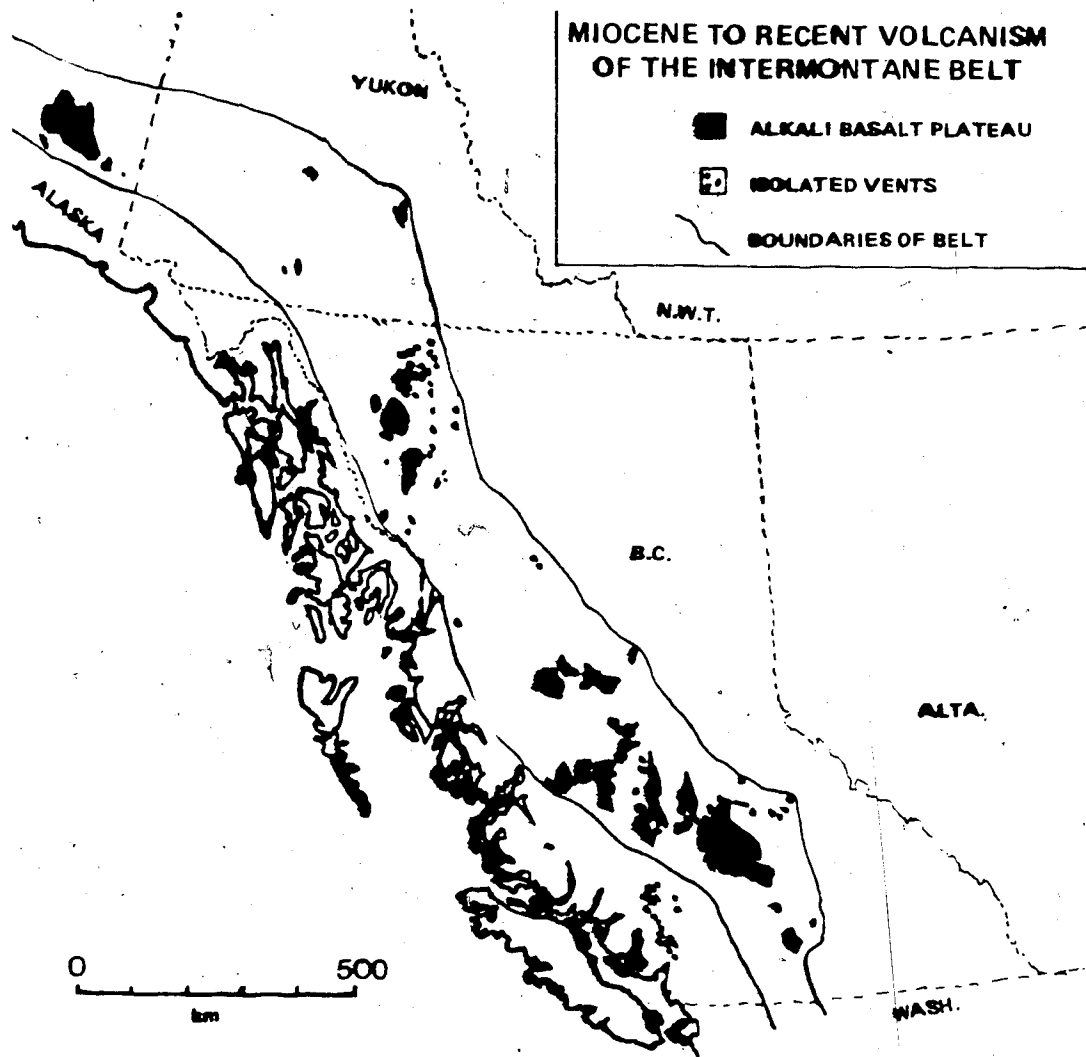 MIOCENE TO RECENT VOLCANISM
OF THE INTERMONTANE BELT
ALKALI BASALT PLATEAU
ISOLATED VENTS
BOUNDARIES OF BELT
YUKON
ALASKA
N.W.T.
B.C.
ALTA.
WASH.
0 500
km